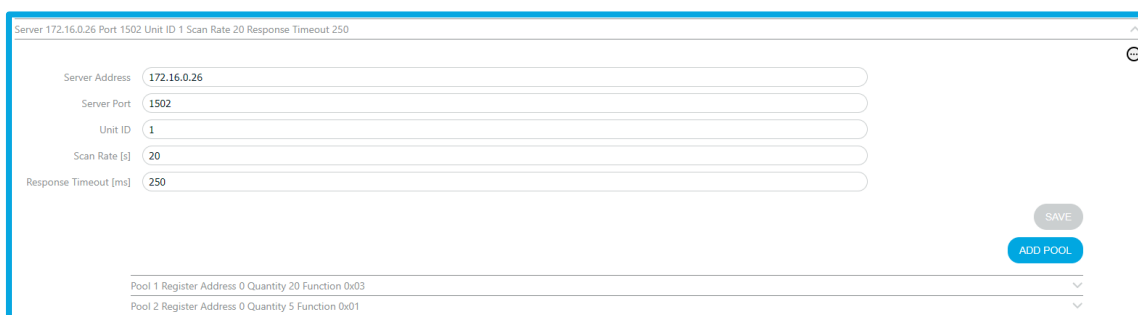 Server 172.16.0.26 Port 1502 Unit ID 1 Scan Rate 20 Response Timeout 250
Server Address 172.16.0.26
Server Port 1502
Unit ID 1
Scan Rate [s] 20
Response Timeout [ms] 250
SAVE
ADD POOL
Pool 1 Register Address 0 Quantity 20 Function 0x03
Pool 2 Register Address 0 Quantity 5 Function 0x01